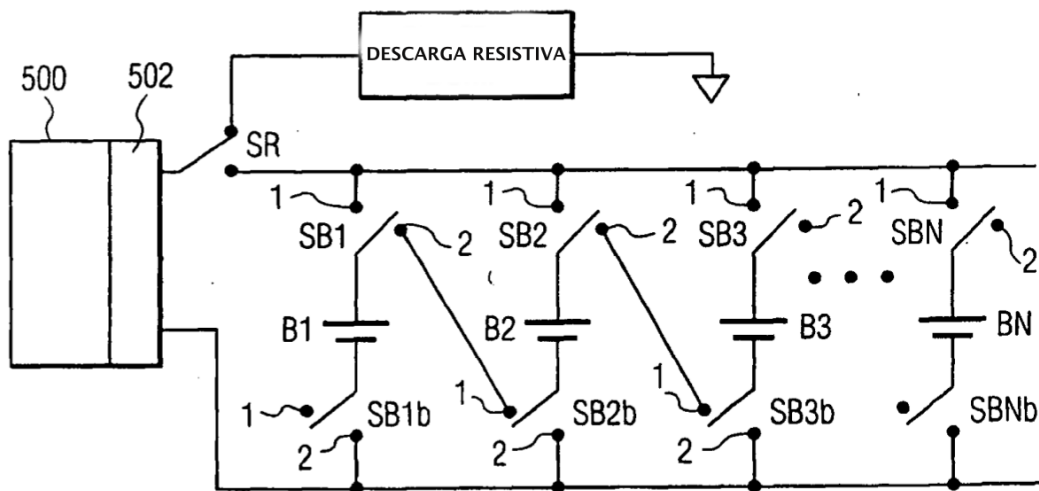 DESCARGA RESISTIVA
500
502
SR
1 1 1 1
SB1 2 SB2 2 SB3 2 SBN 2
B1 B2 B3 BN
1 SB1b 1 SB2b 1 SB3b SBNb
2 2 2